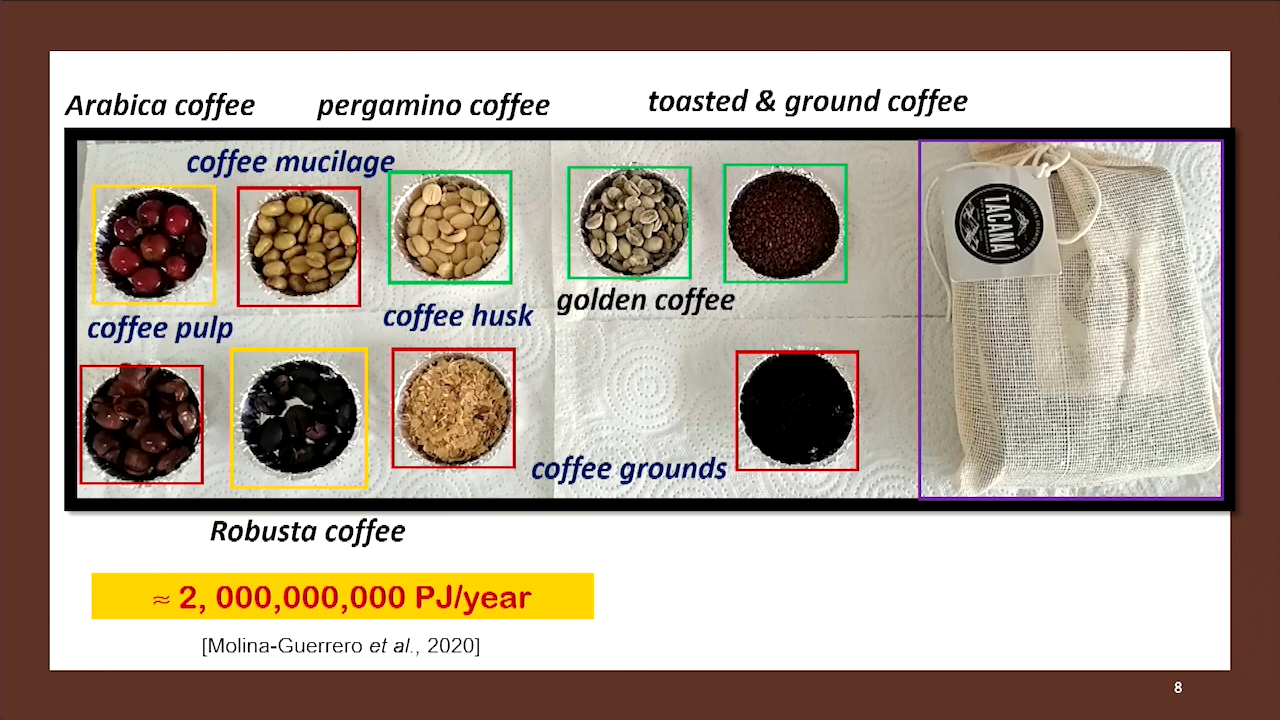 Arabica coffee
pergamino coffee
toasted & ground coffee
coffee mucilage
TACANÁ
coffee pulp
coffee husk
golden coffee
coffee grounds
Robusta coffee
≈ 2, 000,000,000 PJ/year
[Molina-Guerrero et al., 2020]
8